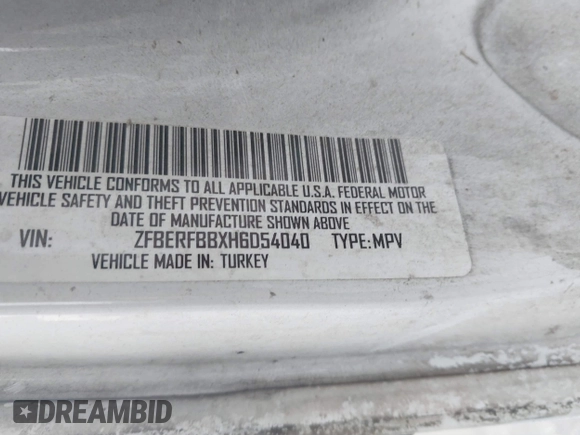 THIS VEHICLE CONFORMS TO ALL APPLICABLE U.S.A. FEDERAL MOTOR
VEHICLE SAFETY AND THEFT PREVENTION STANDARDS IN EFFECT ON THE
DATE OF MANUFACTURE SHOWN ABOVE
VIN: ZFBERFBBXH6D54040 TYPE:MPV
VEHICLE MADE IN: TURKEY
DREAMBID